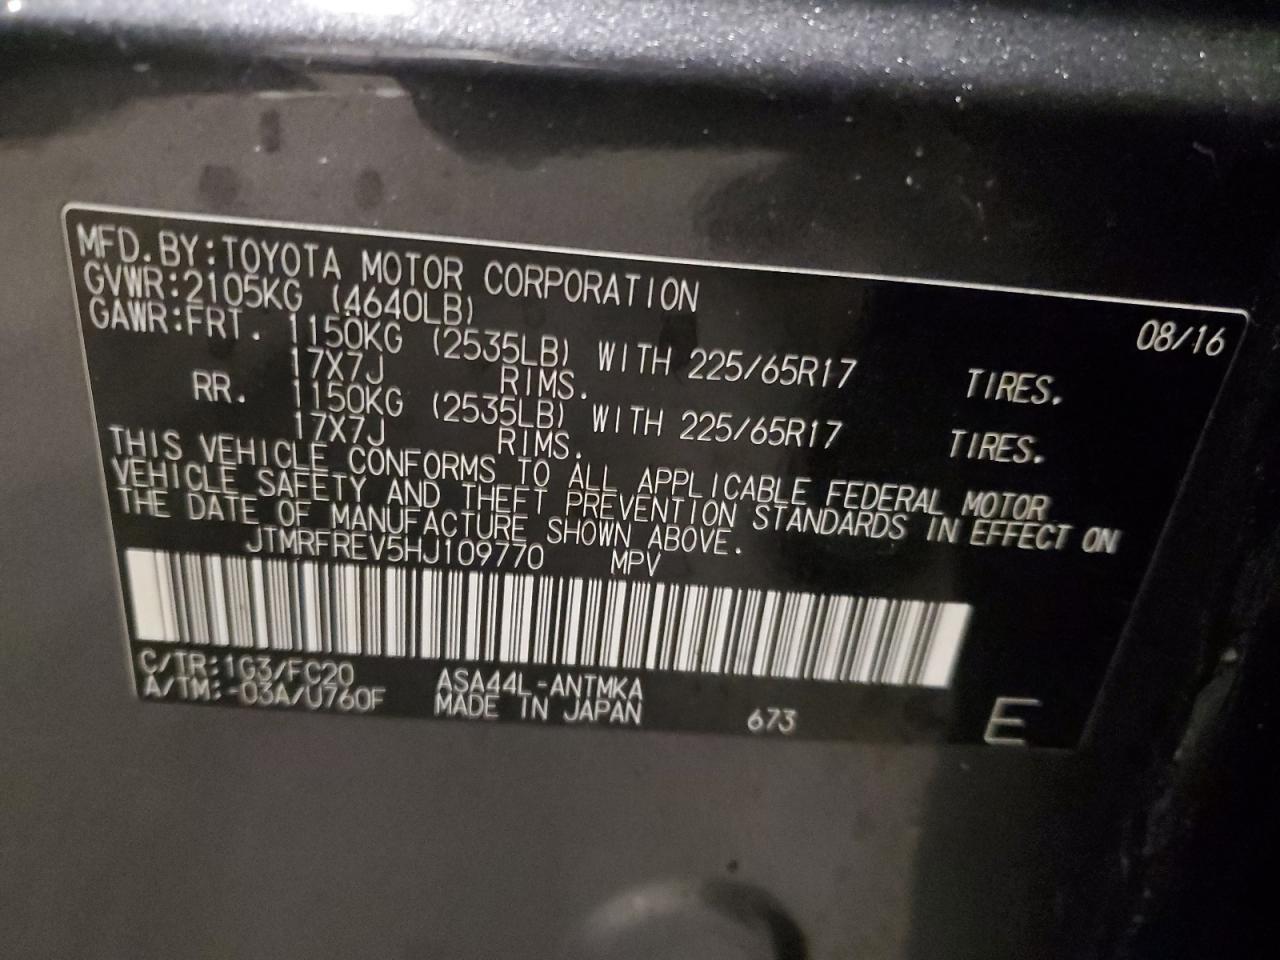 MFD.BY:TOYOTA MOTOR CORPORATION 08/16
GVWR:2105KG (4640LB)
GAWR:FRT. 1150KG (2535LB) WITH 225/65R17 TIRES.
17X7J RIMS.
RR. 1150KG (2535LB) WITH 225/65R17 TIRES.
17X7J RIMS.
THIS VEHICLE CONFORMS TO ALL APPLICABLE FEDERAL MOTOR
VEHICLE SAFETY AND THEFT PREVENTION STANDARDS IN EFFECT ON
THE DATE OF MANUFACTURE SHOWN ABOVE.
JTMRFREV5HJ109770 MPV
C/TR:1G3/FC20 ASA44L-ANTMKA
A/TM:-03A/U760F MADE IN JAPAN 673 E